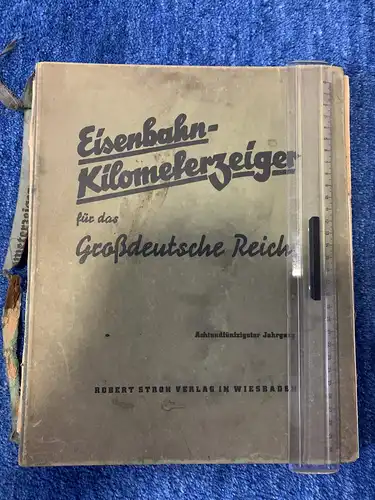 Eisenbahn-
Kilometerzeiger
für das
Großdeutsche Reich
Achtundfünfzigster Jahrgang
ROBERT STROH VERLAG IN WIESBADEN